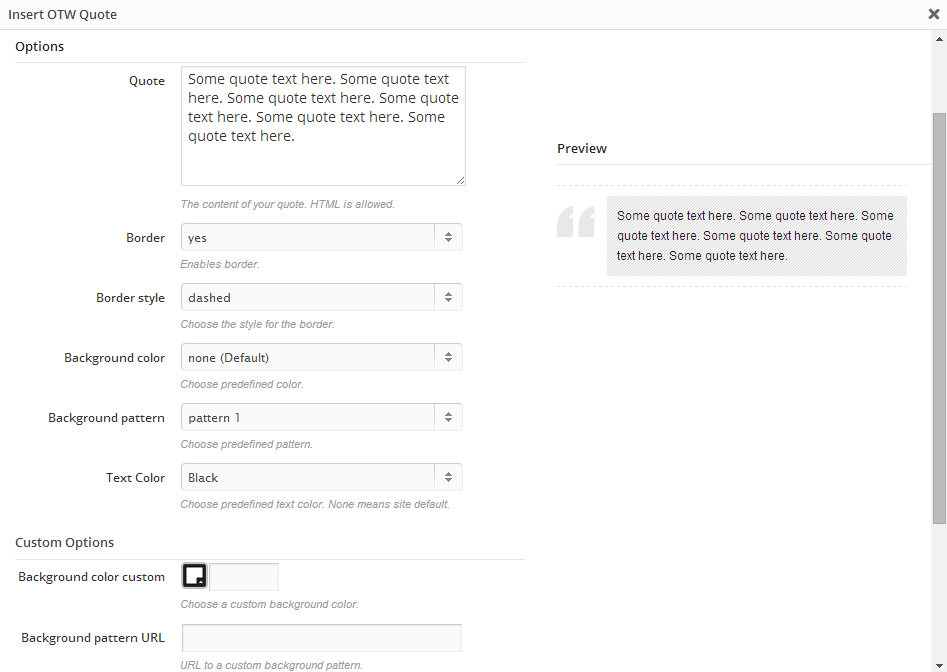 Insert OTW Quote
Options
Quote
Some quote text here. Some quote text
here. Some quote text here. Some quote
text here. Some quote text here. Some
quote text here.
The content of your quote. HTML is allowed.
Border
yes
Enables border.
Border style
dashed
Choose the style for the border.
Background color
none (Default)
Choose predefined color.
Background pattern
pattern 1
Choose predefined pattern.
Text Color
Black
Choose predefined text color. None means site default.
Custom Options
Background color custom
Choose a custom background color.
Background pattern URL
URL to a custom background pattern.
Preview
Some quote text here. Some quote text here. Some
quote text here. Some quote text here. Some quote
text here. Some quote text here.